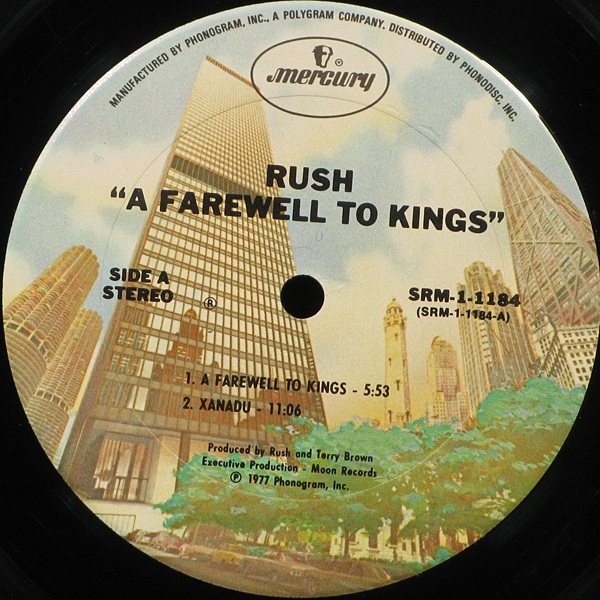 MANUFACTURED BY PHONOGRAM, INC., A POLYGRAM COMPANY. DISTRIBUTED BY PHONODISC, INC.
®
mercury
RUSH
"A FAREWELL TO KINGS"
SIDE A
STEREO
®
SRM-1-1184
(SRM-1-1184-A)
1. A FAREWELL TO KINGS - 5:53
2. XANADU - 11:06
Produced by Rush and Terry Brown
Executive Production - Moon Records
℗ 1977 Phonogram, Inc.